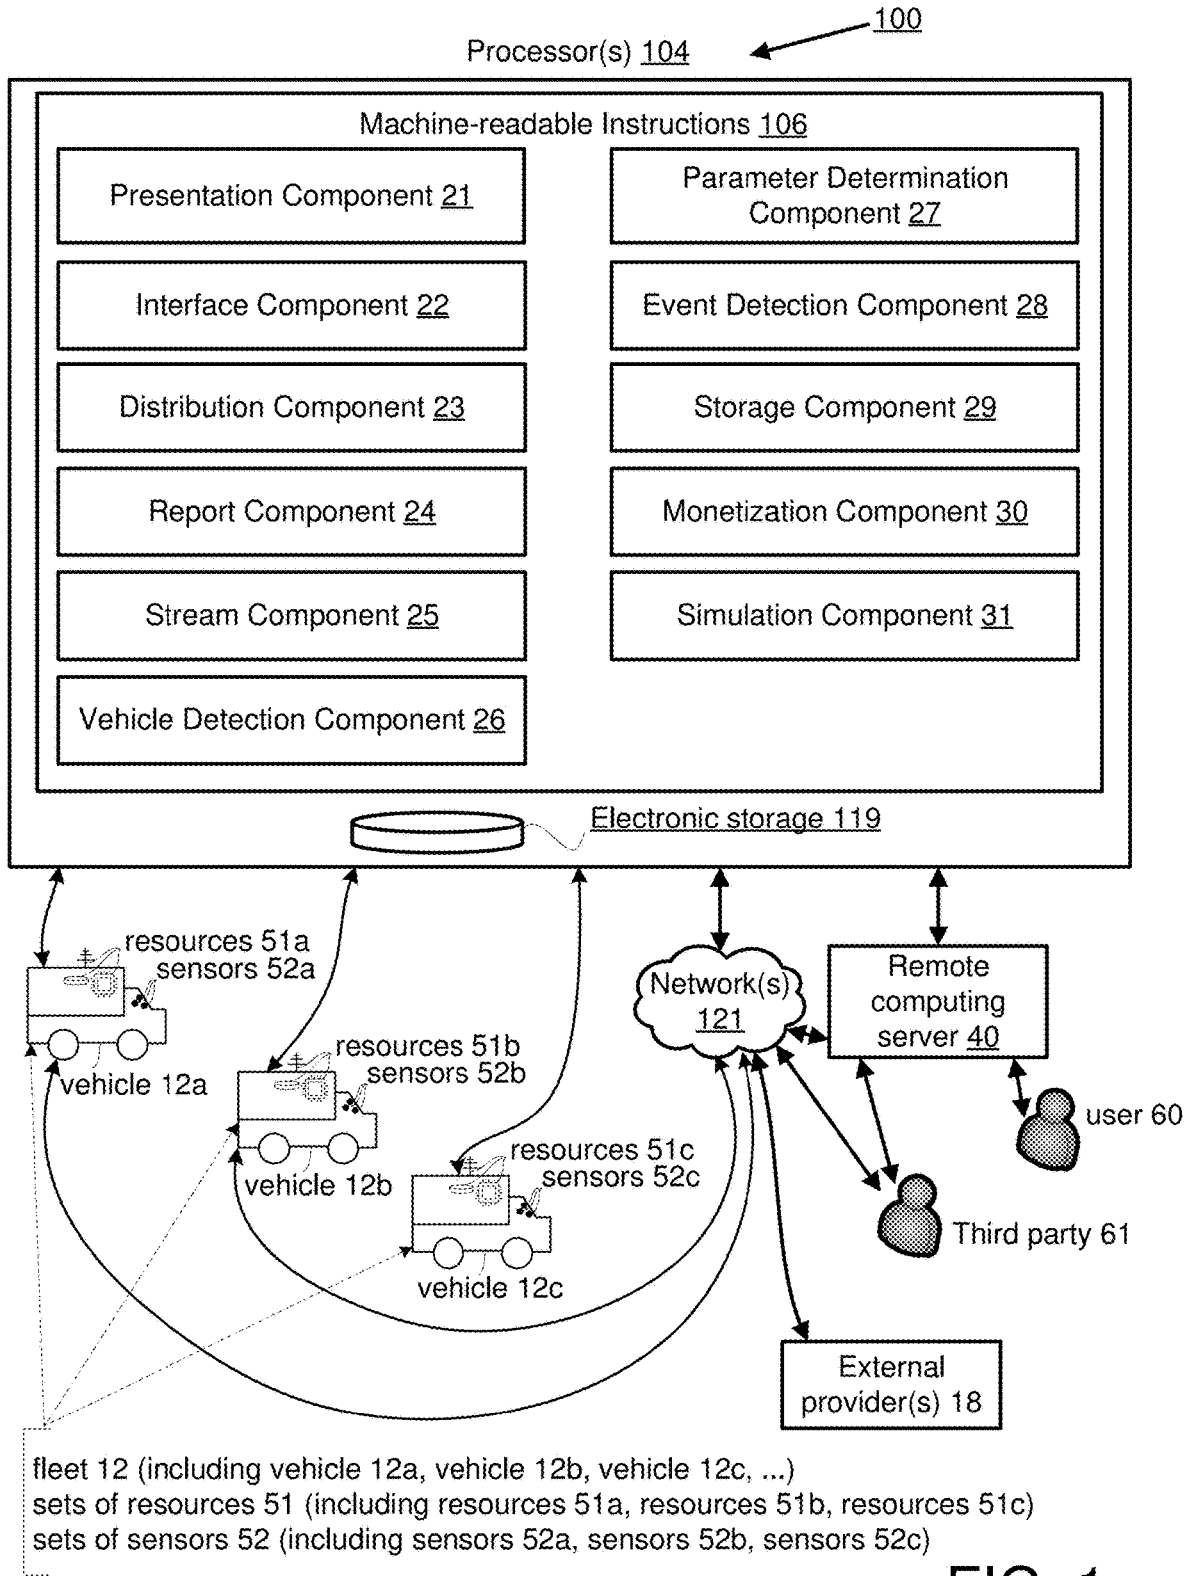 100
Processor(s) 104
Machine-readable Instructions 106
Presentation Component 21
Parameter Determination
Component 27
Interface Component 22
Event Detection Component 28
Distribution Component 23
Storage Component 29
Report Component 24
Monetization Component 30
Stream Component 25
Simulation Component 31
Vehicle Detection Component 26
Electronic storage 119
resources 51a
sensors 52a
vehicle 12a
resources 51b
sensors 52b
vehicle 12b
resources 51c
sensors 52c
vehicle 12c
Network(s)
121
Remote
computing
server 40
user 60
Third party 61
External
provider(s) 18
fleet 12 (including vehicle 12a, vehicle 12b, vehicle 12c, ...)
sets of resources 51 (including resources 51a, resources 51b, resources 51c)
sets of sensors 52 (including sensors 52a, sensors 52b, sensors 52c)
FIG. 1